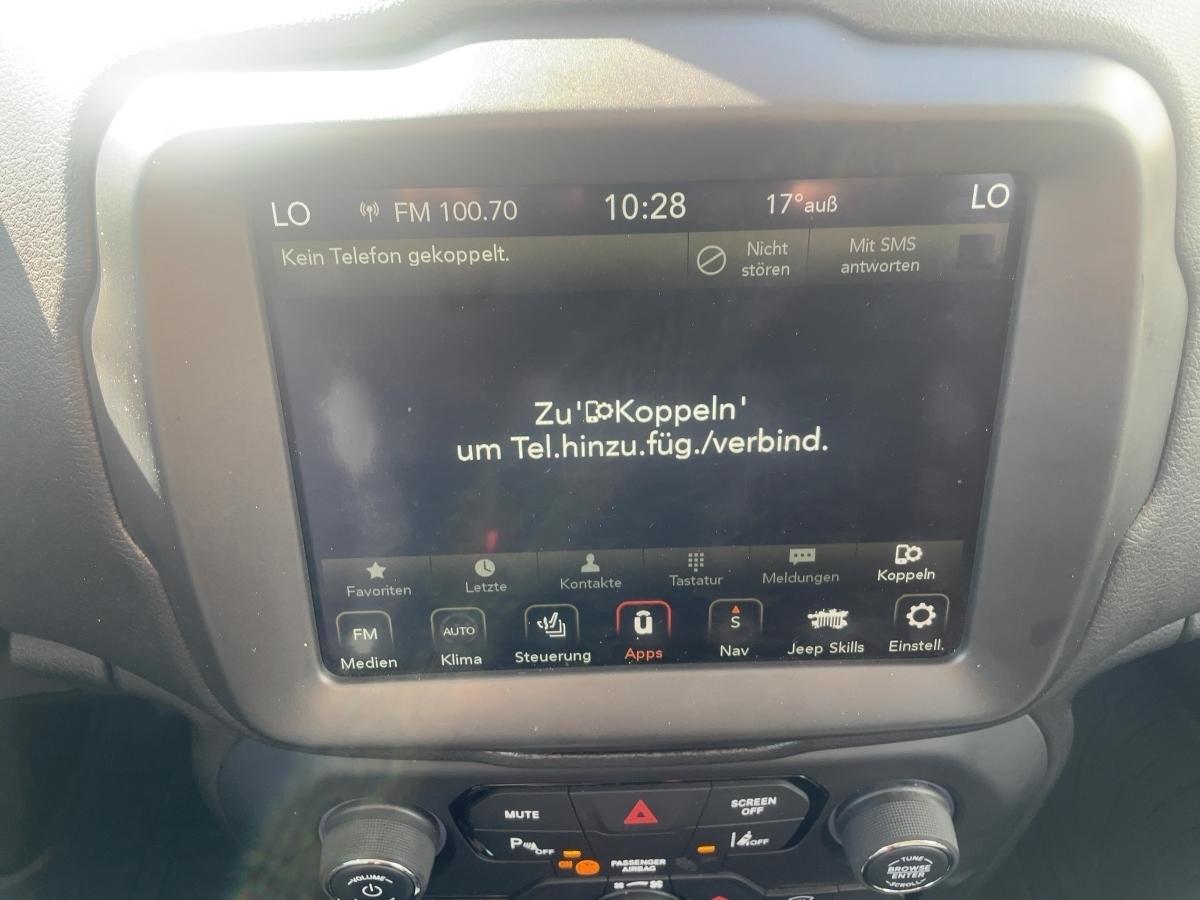 LO FM 100.70 10:28 17°auß LO
Kein Telefon gekoppelt.
Nicht
stören
Mit SMS
antworten
Zu'Koppeln'
um Tel.hinzu.füg./verbind.
Favoriten Letzte Kontakte Tastatur Meldungen Koppeln
FM AUTO S
Medien Klima Steuerung Apps Nav Jeep Skills Einstell.
MUTE
SCREEN
OFF
P OFF
OFF
PASSENGER
AIRBAG
VOLUME
TUNE
BROWSE
ENTER
SCROLL